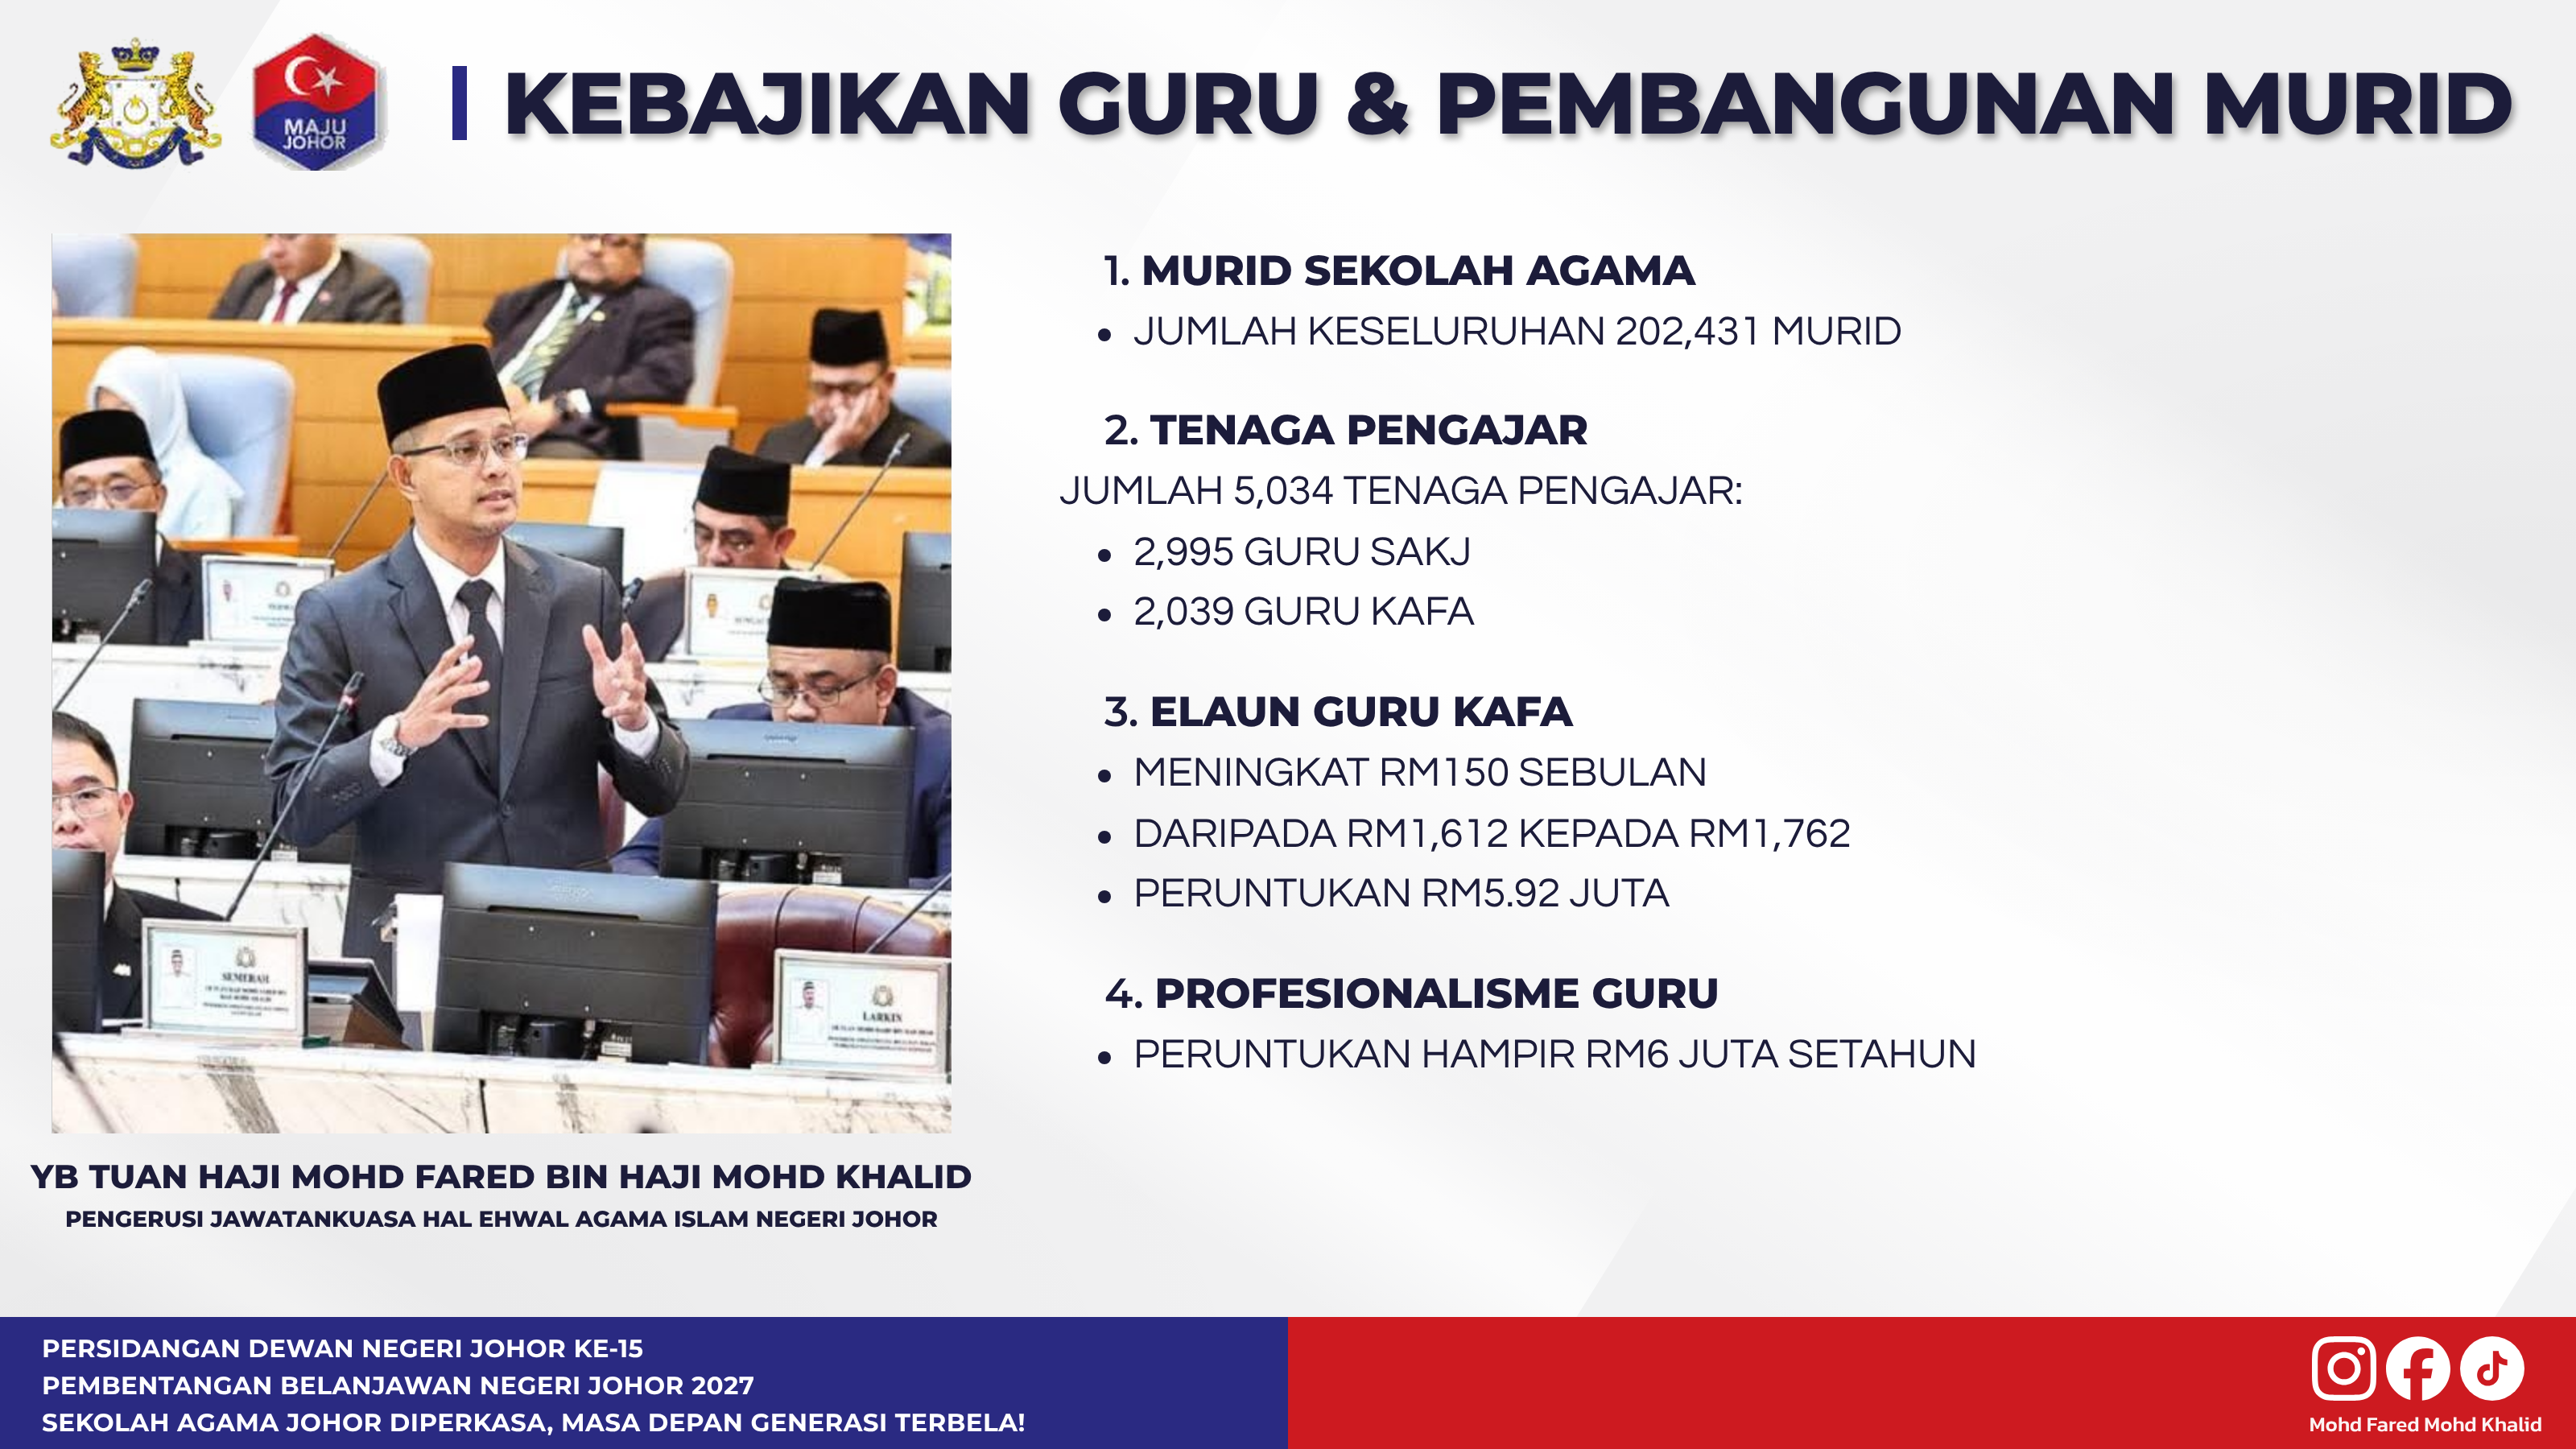 MAJU
JOHOR
KEBAJIKAN GURU & PEMBANGUNAN MURID
1. MURID SEKOLAH AGAMA
• JUMLAH KESELURUHAN 202,431 MURID
2. TENAGA PENGAJAR
JUMLAH 5,034 TENAGA PENGAJAR:
• 2,995 GURU SAKJ
• 2,039 GURU KAFA
3. ELAUN GURU KAFA
• MENINGKAT RM150 SEBULAN
• DARIPADA RM1,612 KEPADA RM1,762
• PERUNTUKAN RM5.92 JUTA
4. PROFESIONALISME GURU
• PERUNTUKAN HAMPIR RM6 JUTA SETAHUN
SEMERAH
LARKIN
YB TUAN HAJI MOHD FARED BIN HAJI MOHD KHALID
PENGERUSI JAWATANKUASA HAL EHWAL AGAMA ISLAM NEGERI JOHOR
PERSIDANGAN DEWAN NEGERI JOHOR KE-15
PEMBENTANGAN BELANJAWAN NEGERI JOHOR 2027
SEKOLAH AGAMA JOHOR DIPERKASA, MASA DEPAN GENERASI TERBELA!
Mohd Fared Mohd Khalid